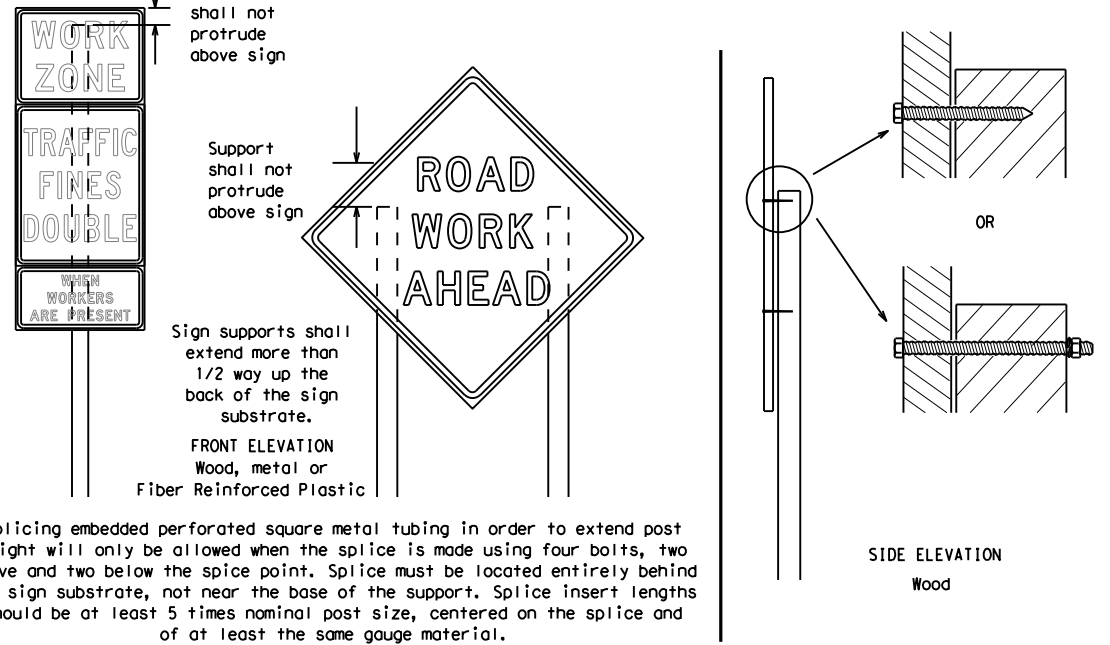 shall not
protrude
above sign
WORK
ZONE
TRAFFIC
FINES
DOUBLE
WHEN
WORKERS
ARE PRESENT
Support
shall not
protrude
above sign
ROAD
WORK
AHEAD
Sign supports shall
extend more than
1/2 way up the
back of the sign
substrate.
FRONT ELEVATION
Wood, metal or
Fiber Reinforced Plastic
embedded perforated square metal tubing in order to extend post
will only be allowed when the splice is made using four bolts, two
and two below the spice point. Splice must be located entirely behind
sign substrate, not near the base of the support. Splice insert lengths
be at least 5 times nominal post size, centered on the splice and
of at least the same gauge material.
OR
SIDE ELEVATION
Wood